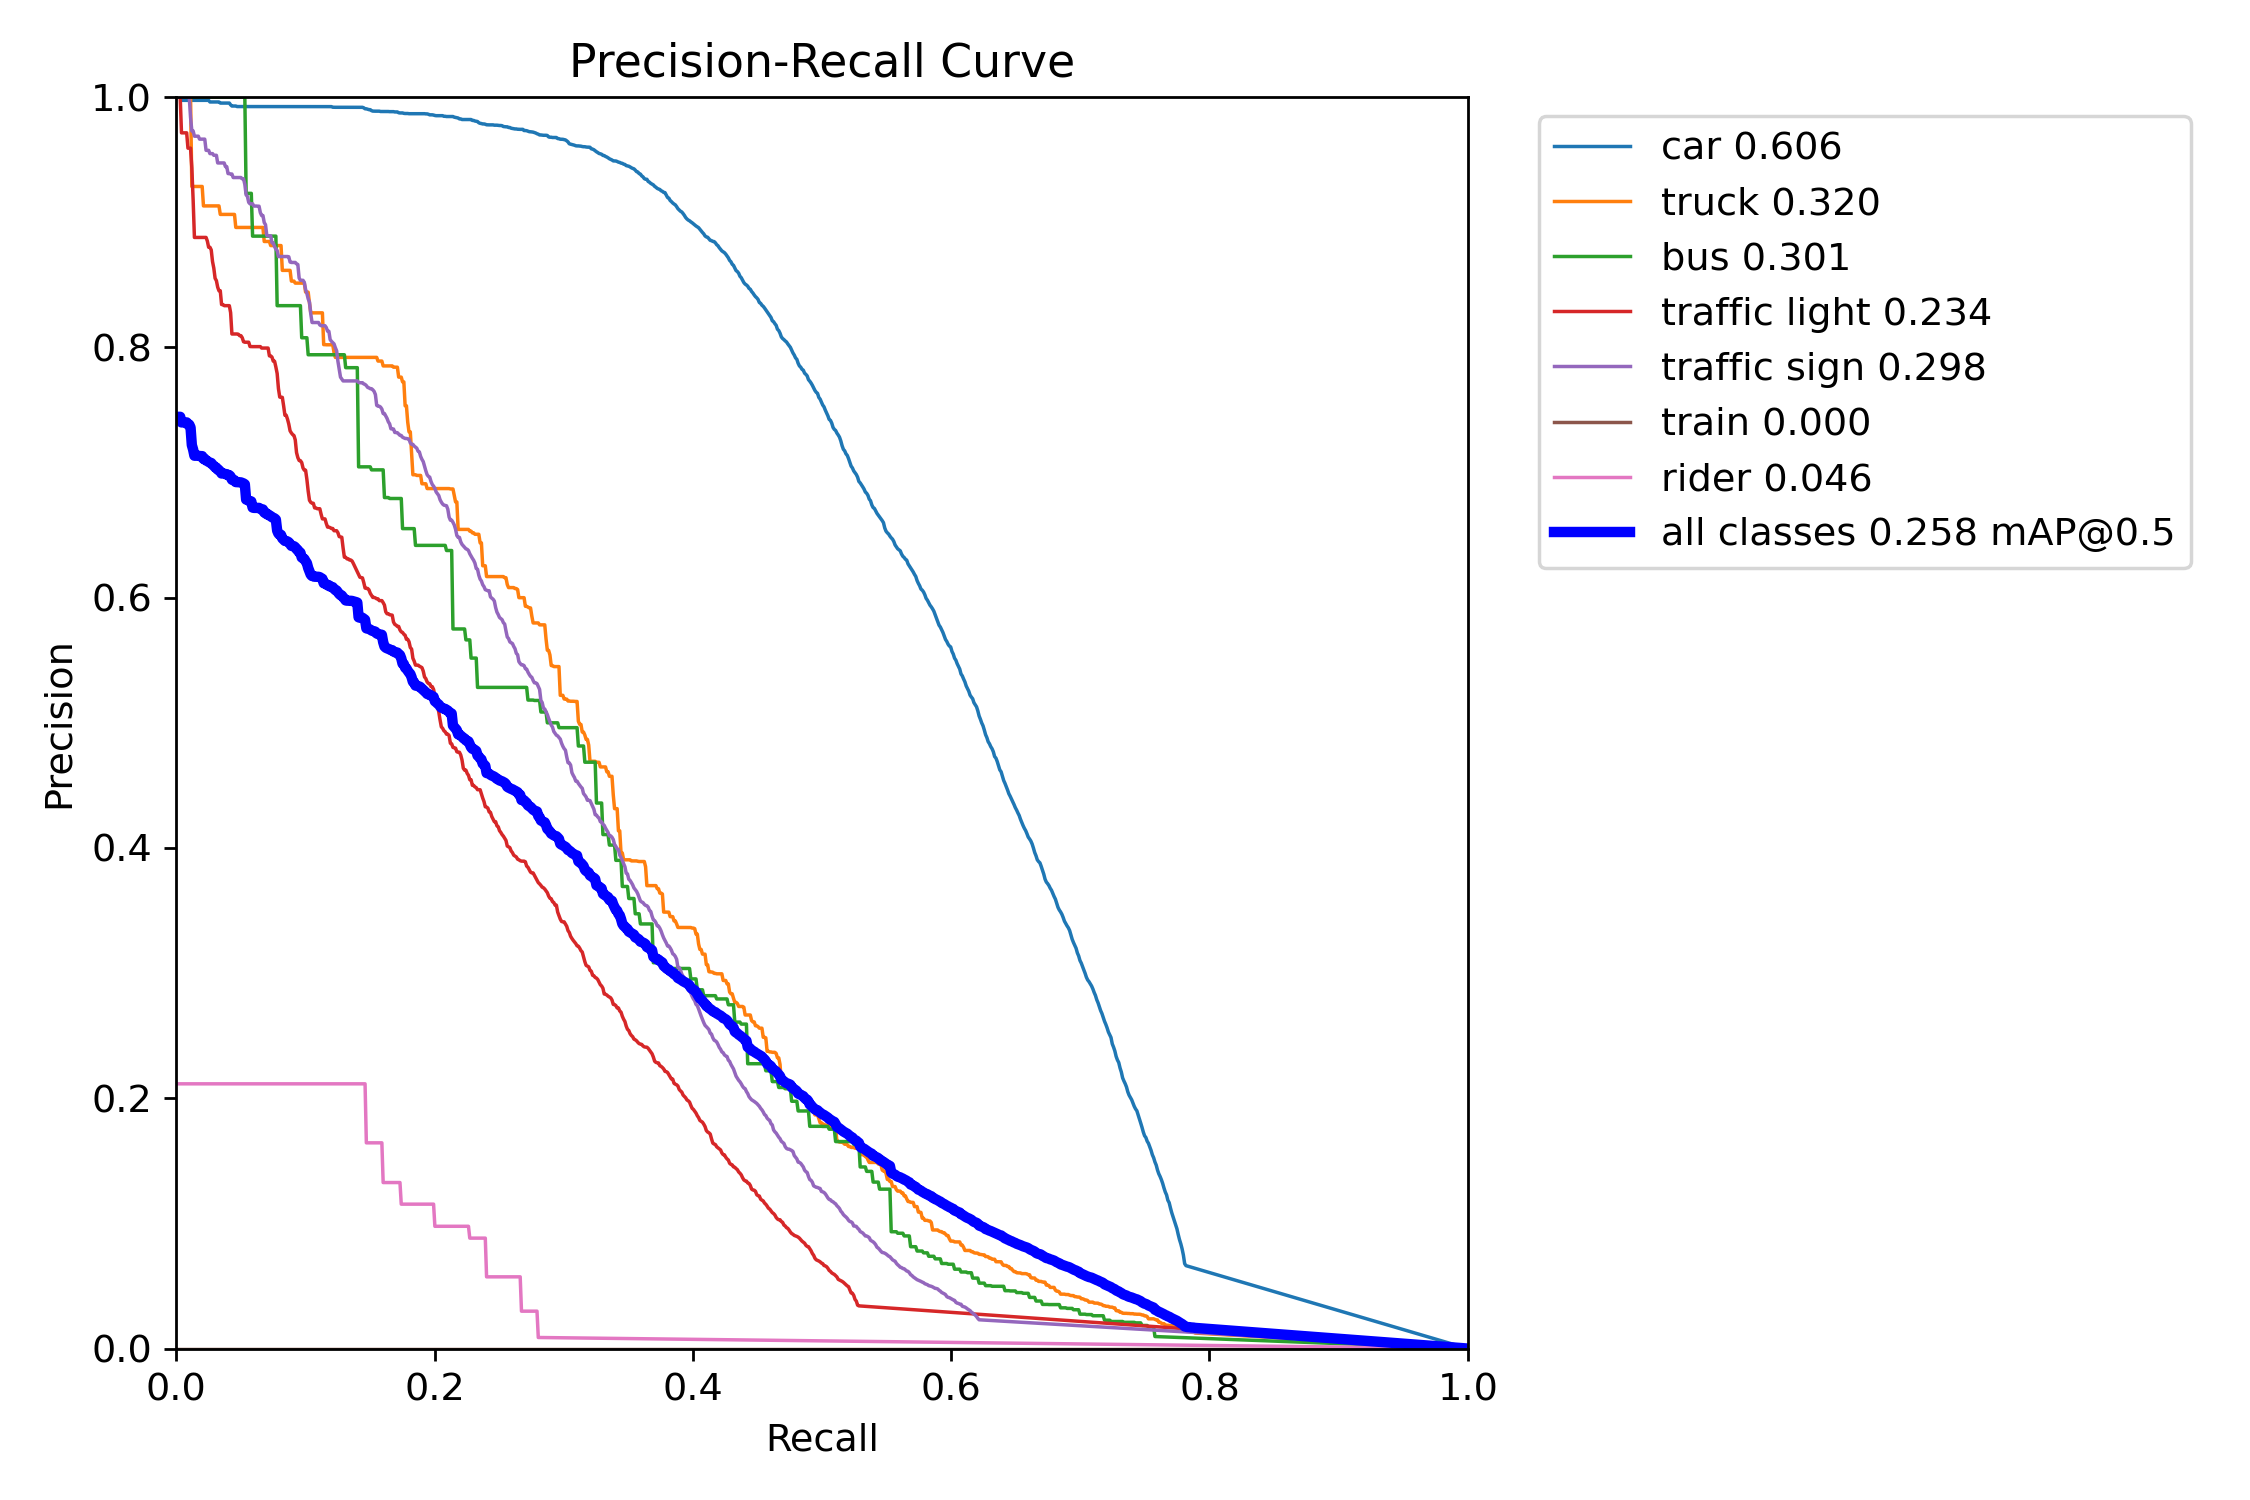 Precision-Recall Curve
1.0
0.8
0.6
0.4
0.2
0.0
Precision
0.0 0.2 0.4 0.6 0.8 1.0
Recall
car 0.606
truck 0.320
bus 0.301
traffic light 0.234
traffic sign 0.298
train 0.000
rider 0.046
all classes 0.258 mAP@0.5